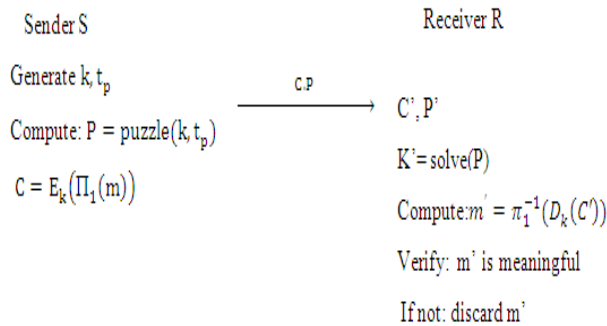 Sender S
Generate k, tₚ
Compute: P = puzzle(k, tₚ)
C = Eₖ(Π₁(m))
C.P
Receiver R
C', P'
K'=solve(P)
Compute:m' = π₁⁻¹(Dₖ(C'))
Verify: m' is meaningful
If not: discard m'